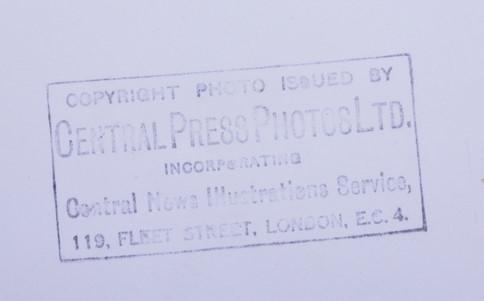 COPYRIGHT PHOTO ISSUED BY
CENTRAL PRESS PHOTOS LTD.
INCORPORATING
Central News Illustrations Service,
119, FLEET STREET, LONDON, E.C. 4.